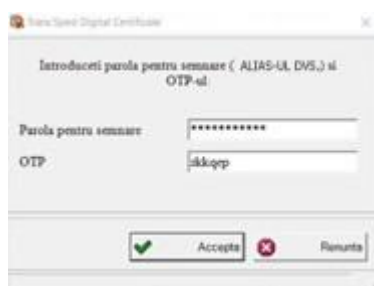 Trans Sped Digital Certificate
Introduceti parola pentru semnare ( ALIAS-UL DVS.) si
OTP-ul
Parola pentru semnare ***********
OTP
Accepta Renunta